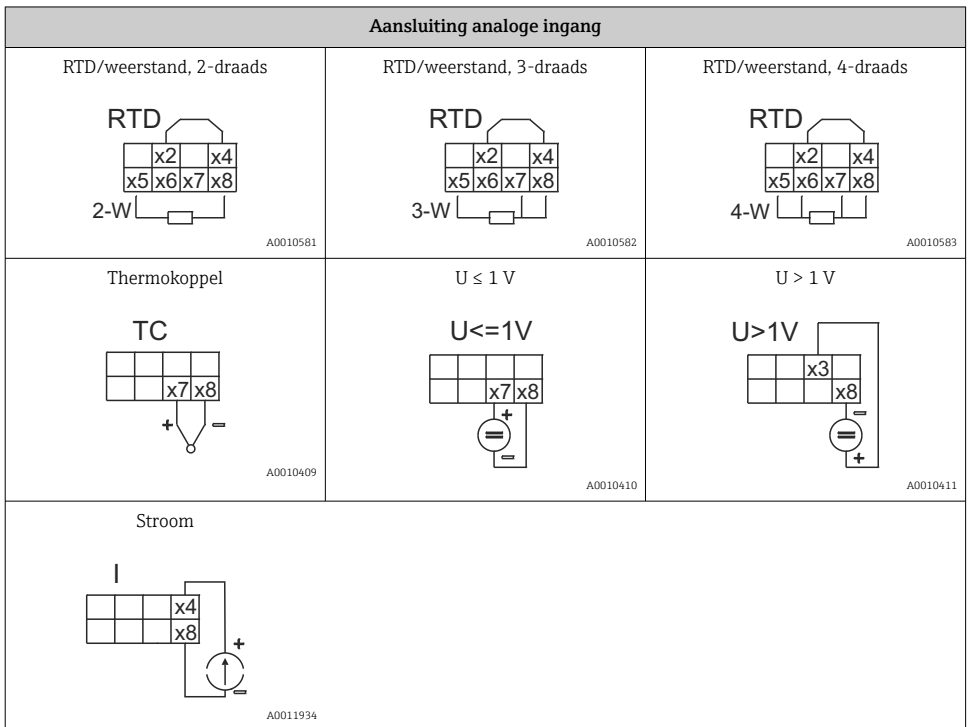 Aansluiting analoge ingang
RTD/weerstand, 2-draads
RTD
x2 x4
x5 x6 x7 x8
2-W
A0010581
RTD/weerstand, 3-draads
RTD
x2 x4
x5 x6 x7 x8
3-W
A0010582
RTD/weerstand, 4-draads
RTD
x2 x4
x5 x6 x7 x8
4-W
A0010583
Thermokoppel
TC
x7 x8
+ −
A0010409
U ≤ 1 V
U<=1V
x7 x8
+
−
A0010410
U > 1 V
U>1V
x3
x8
−
+
A0010411
Stroom
I
x4
x8
+
−
A0011934